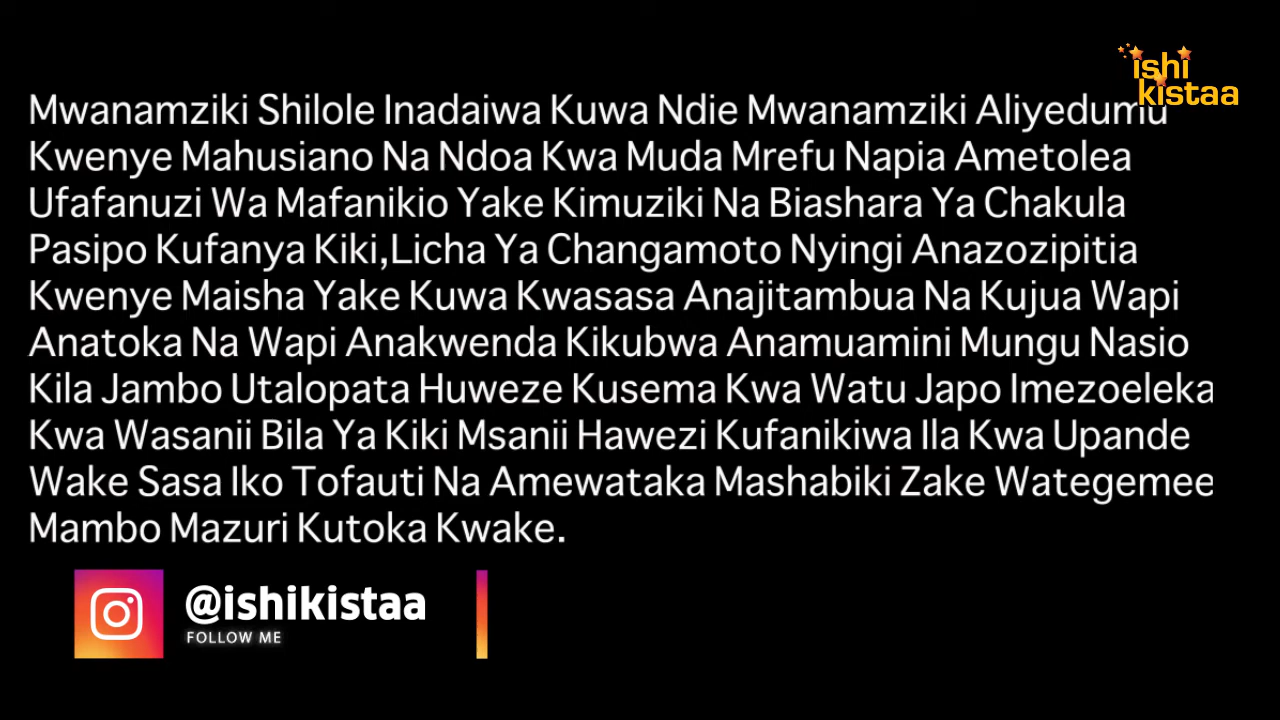 ishi
kistaa
Mwanamziki Shilole Inadaiwa Kuwa Ndie Mwanamziki Aliyedumu
Kwenye Mahusiano Na Ndoa Kwa Muda Mrefu Napia Ametolea
Ufafanuzi Wa Mafanikio Yake Kimuziki Na Biashara Ya Chakula
Pasipo Kufanya Kiki,Licha Ya Changamoto Nyingi Anazozipitia
Kwenye Maisha Yake Kuwa Kwasasa Anajitambua Na Kujua Wapi
Anatoka Na Wapi Anakwenda Kikubwa Anamuamini Mungu Nasio
Kila Jambo Utalopata Huweze Kusema Kwa Watu Japo Imezoeleka
Kwa Wasanii Bila Ya Kiki Msanii Hawezi Kufanikiwa Ila Kwa Upande
Wake Sasa Iko Tofauti Na Amewataka Mashabiki Zake Wategemee
Mambo Mazuri Kutoka Kwake.
@ishikistaa
FOLLOW ME